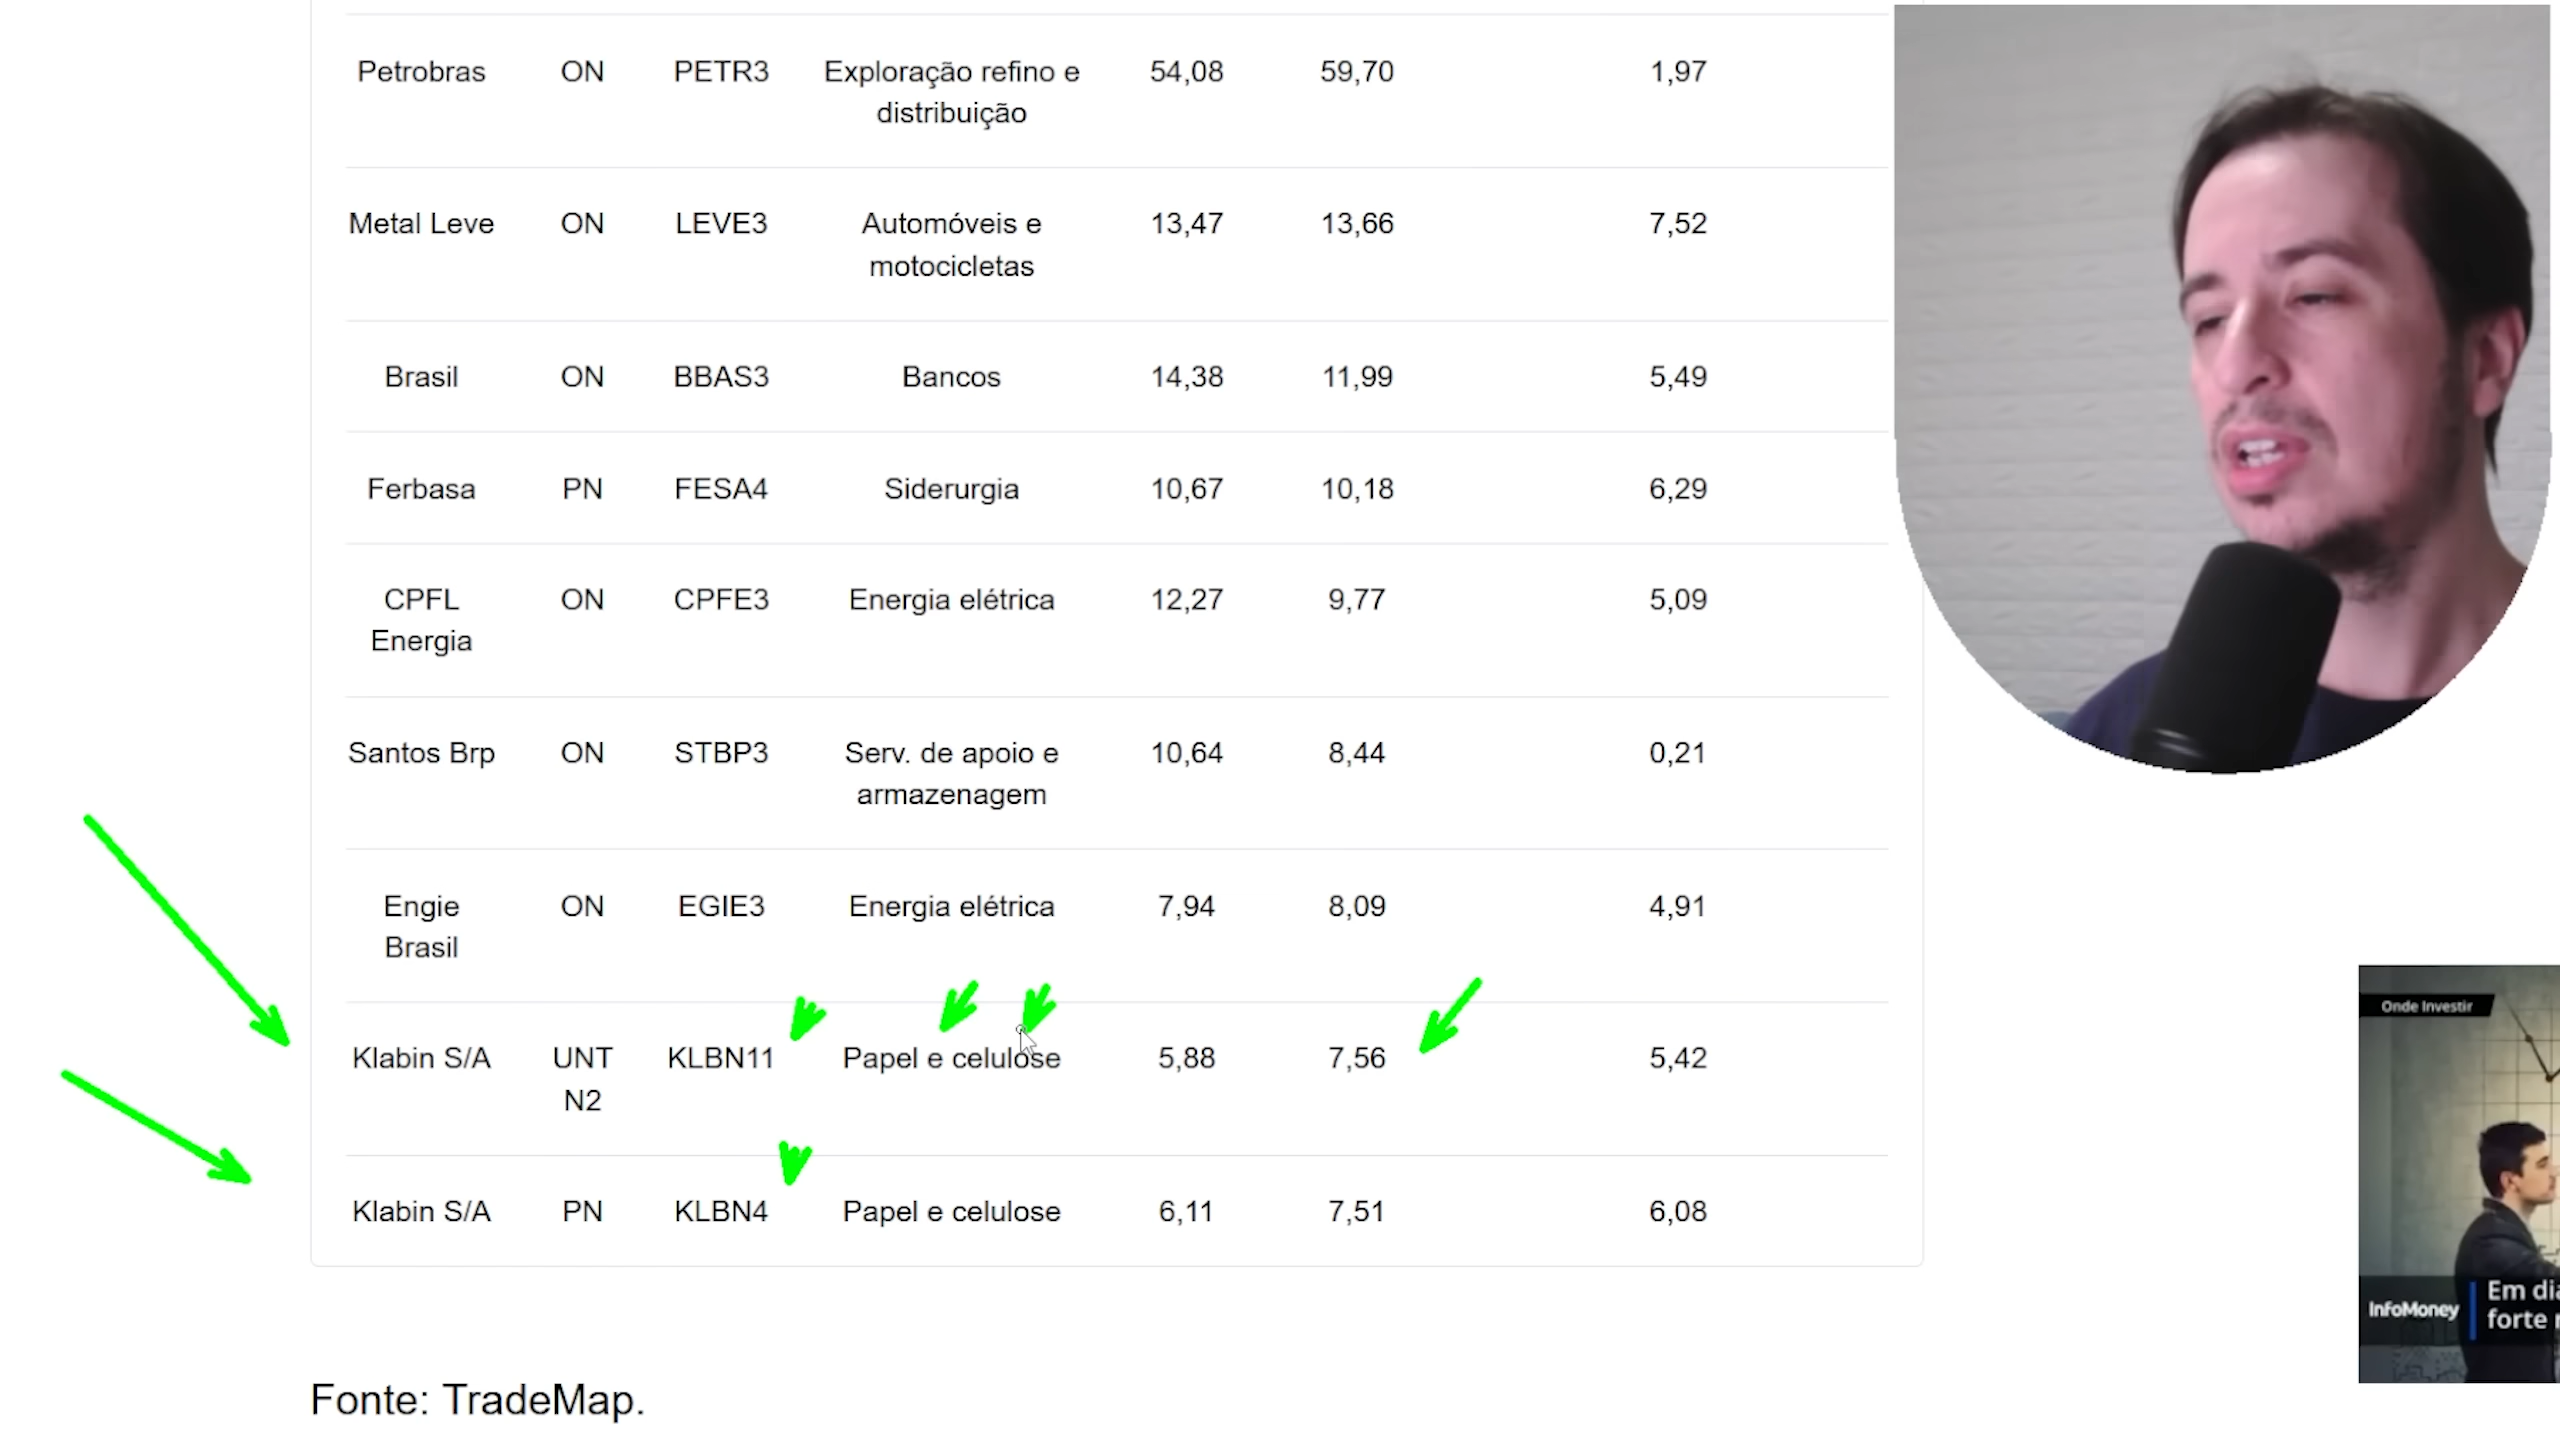 Petrobras ON PETR3 Exploração refino e 54,08 59,70 1,97
distribuição
Metal Leve ON LEVE3 Automóveis e 13,47 13,66 7,52
motocicletas
Brasil ON BBAS3 Bancos 14,38 11,99 5,49
Ferbasa PN FESA4 Siderurgia 10,67 10,18 6,29
CPFL ON CPFE3 Energia elétrica 12,27 9,77 5,09
Energia
Santos Brp ON STBP3 Serv. de apoio e 10,64 8,44 0,21
armazenagem
Engie ON EGIE3 Energia elétrica 7,94 8,09 4,91
Brasil
Klabin S/A UNT KLBN11 Papel e celulose 5,88 7,56 5,42
N2
Klabin S/A PN KLBN4 Papel e celulose 6,11 7,51 6,08
Fonte: TradeMap.
Onde Investir
InfoMoney
Em
forte